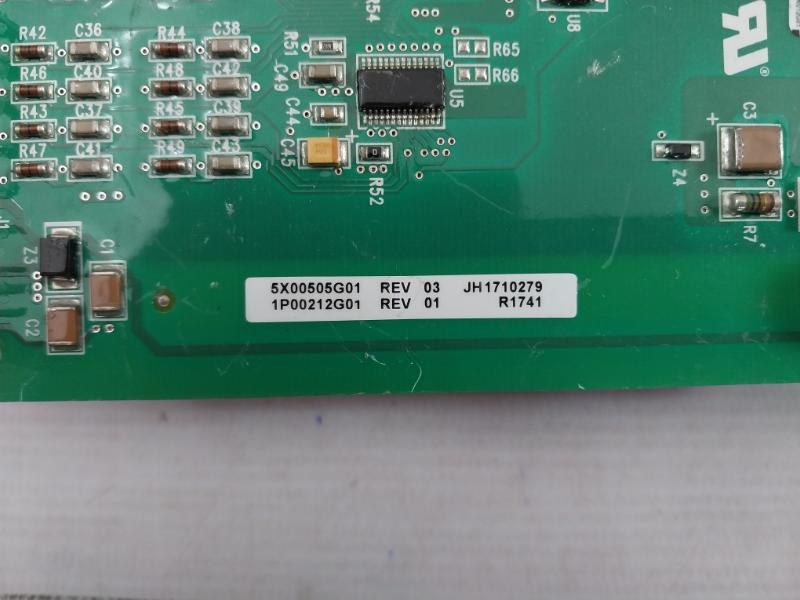 R54
U8
R42 C36 R44 C38 R51 R65
R46 C40 R48 C42 C49 R66
U5
R43 C37 R45 C39 C44
C3
R47 C41 R49 C43 C45
R52
Z4
R7
J1
Z3 C1
C2
5X00505G01 REV 03 JH1710279
1P00212G01 REV 01 R1741